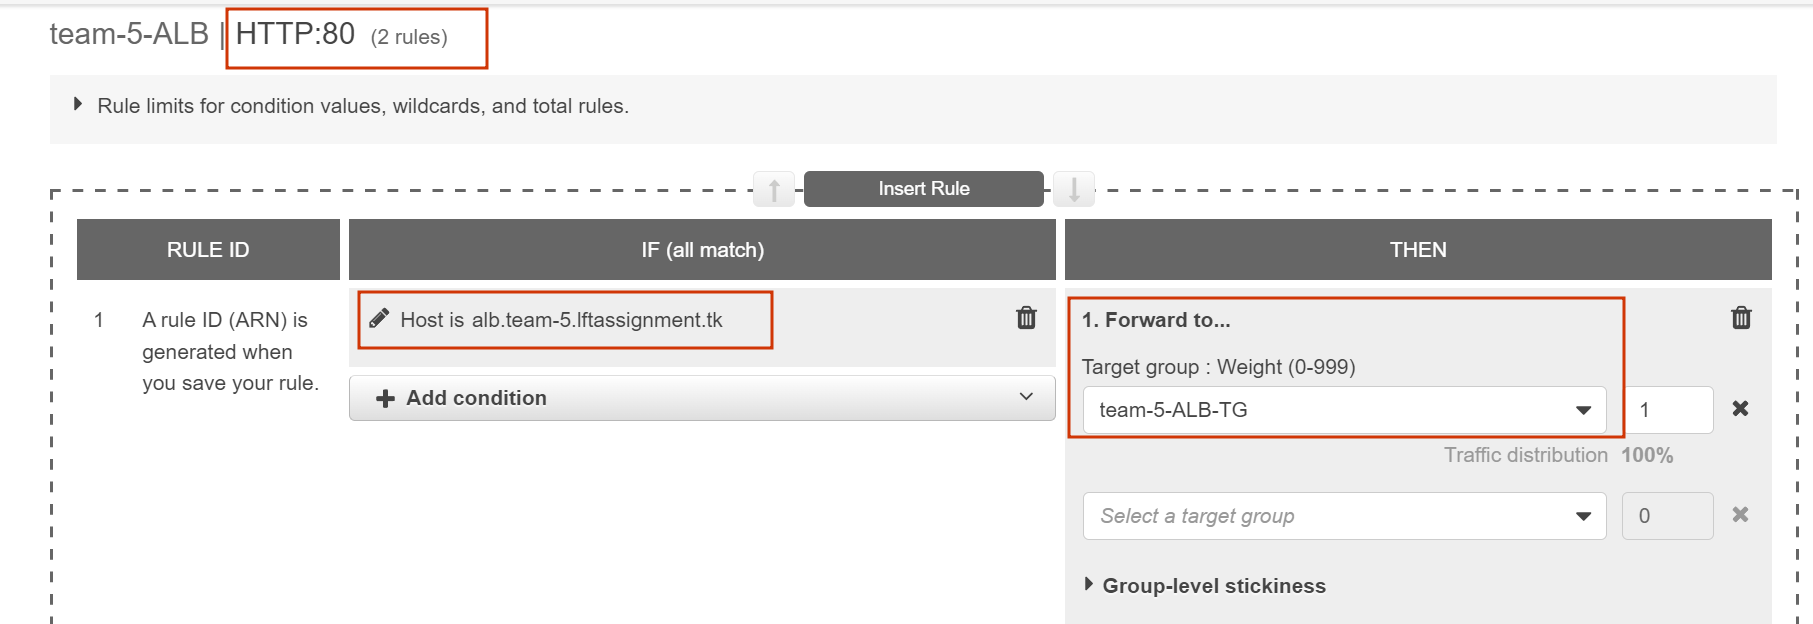 team-5-ALB | HTTP:80 (2 rules)
Rule limits for condition values, wildcards, and total rules.
Insert Rule
RULE ID
IF (all match)
THEN
1
A rule ID (ARN) is
generated when
you save your rule.
Host is alb.team-5.lftassignment.tk
Add condition
1. Forward to...
Target group : Weight (0-999)
team-5-ALB-TG
1
Traffic distribution 100%
Select a target group
0
Group-level stickiness